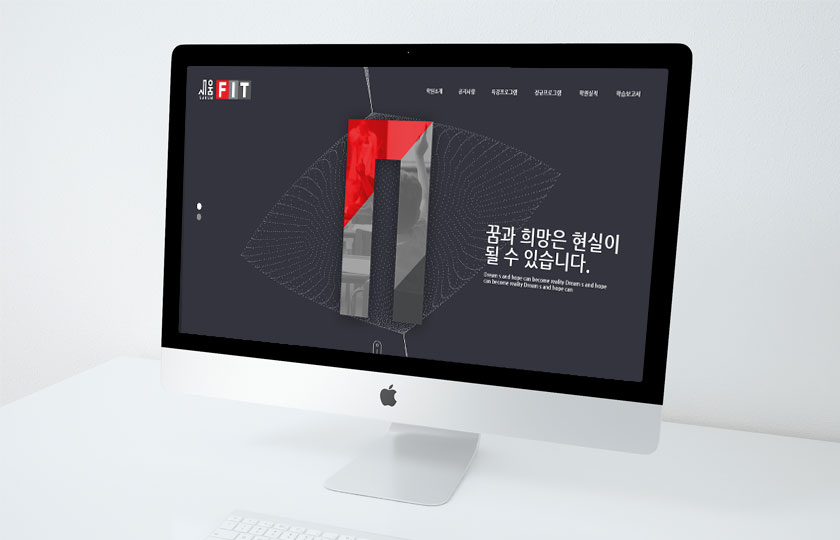 세움 FIT
SAEUM
학원소개 공지사항 특강프로그램 정규프로그램 학원실적 학습보고서
꿈과 희망은 현실이
될 수 있습니다.
Dream s and hope can become reality Dream s and hope
can become reality Dream s and hope can